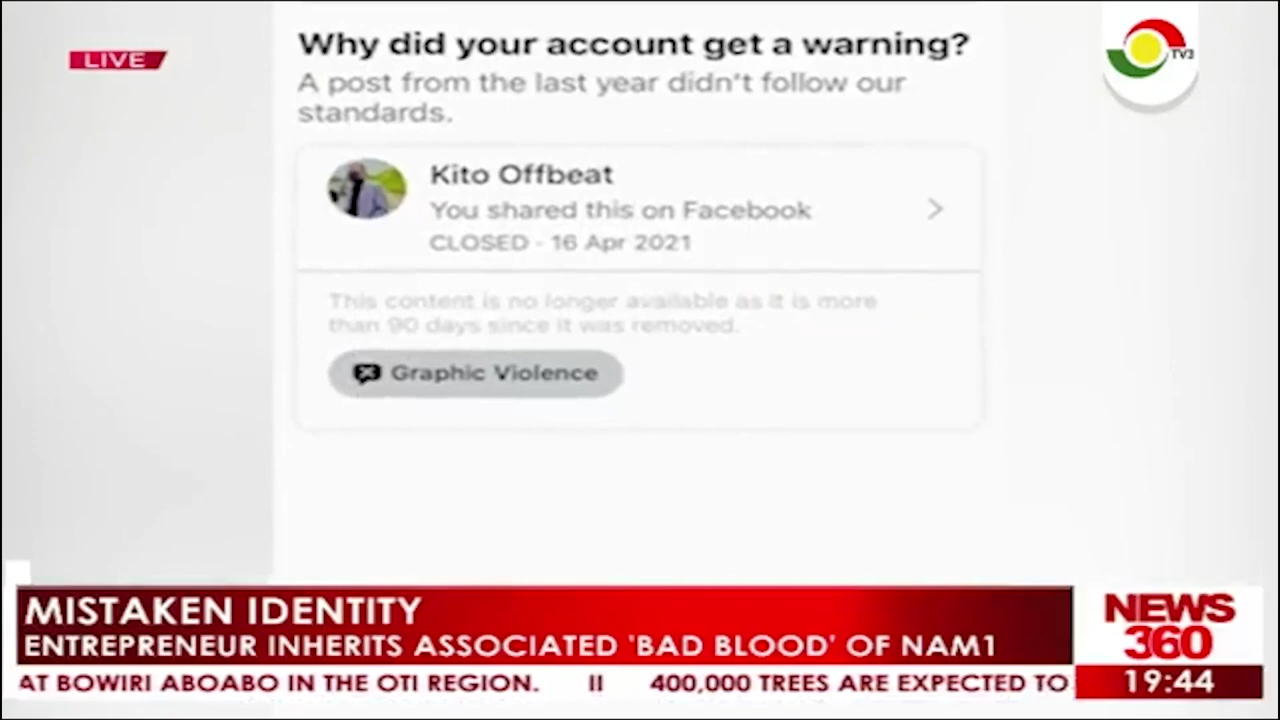 LIVE
Why did your account get a warning?
A post from the last year didn't follow our
standards.
TV3
Kito Offbeat
You shared this on Facebook
CLOSED - 16 Apr 2021
This content is no longer available as it is more
than 90 days since it was removed.
Graphic Violence
MISTAKEN IDENTITY
ENTREPRENEUR INHERITS ASSOCIATED 'BAD BLOOD' OF NAM1
NEWS
360
AT BOWIRI ABOABO IN THE OTI REGION. II 400,000 TREES ARE EXPECTED TO
19:44